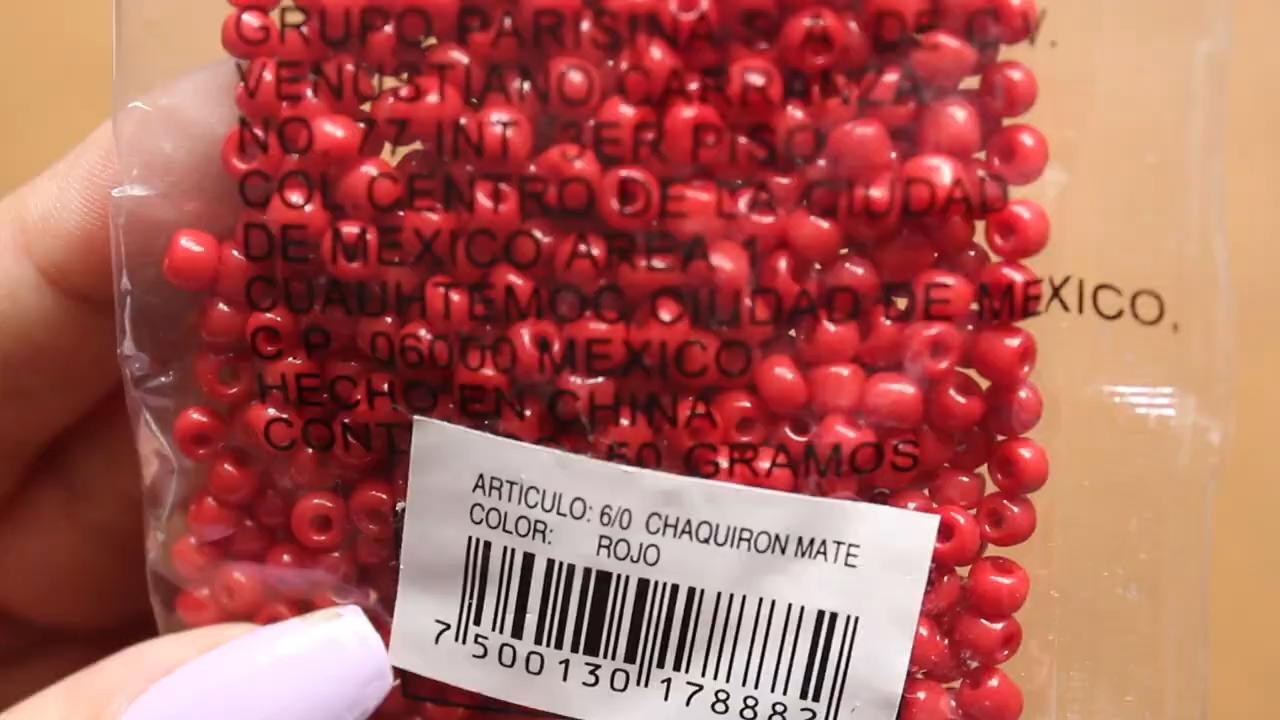 GRUPO PARISINA S.A. DE C.V.
VENUSTIANO CARRANZA
NO. 77 INT. 3ER PISO
COL. CENTRO DE LA CIUDAD
DE MEXICO AREA 1
CUAUHTEMOC, CIUDAD DE MEXICO,
C.P. 06000 MEXICO
HECHO EN CHINA
50 GRAMOS
ARTICULO: 6/0 CHAQUIRON MATE
COLOR: ROJO
7 500130 178883